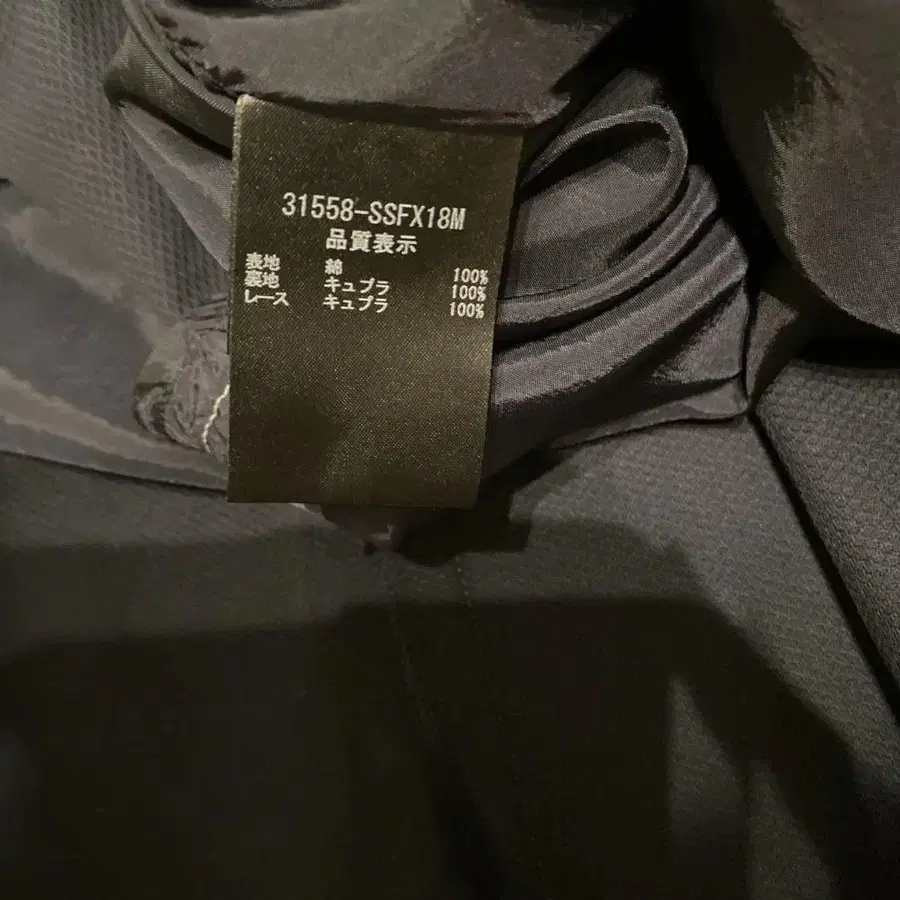 31558-SSFX18M
品質表示
表地 綿 100%
裏地 キュプラ 100%
レース キュプラ 100%